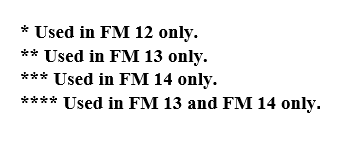 * Used in FM 12 only.
** Used in FM 13 only.
*** Used in FM 14 only.
**** Used in FM 13 and FM 14 only.